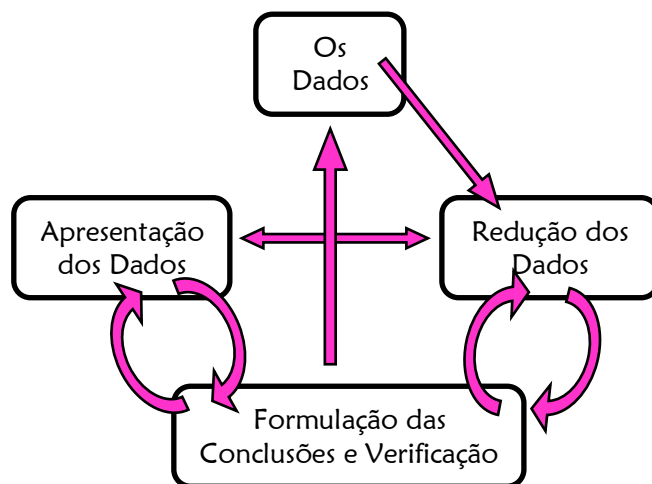 Os
Dados
Apresentação
dos Dados
Redução dos
Dados
Formulação das
Conclusões e Verificação